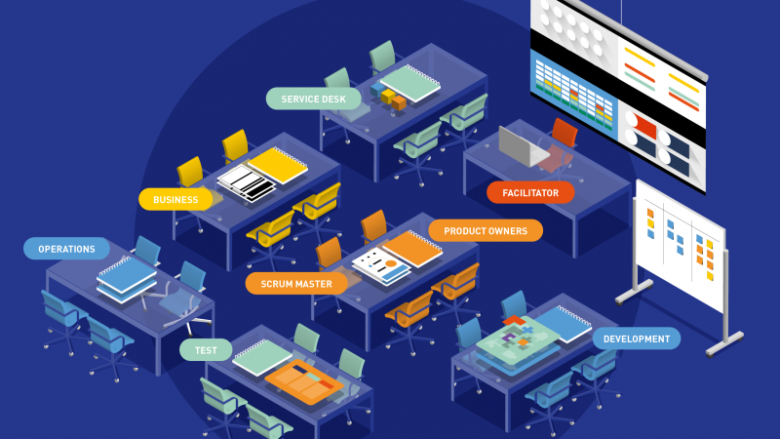 SERVICE DESK
BUSINESS
FACILITATOR
PRODUCT OWNERS
OPERATIONS
SCRUM MASTER
TEST
DEVELOPMENT